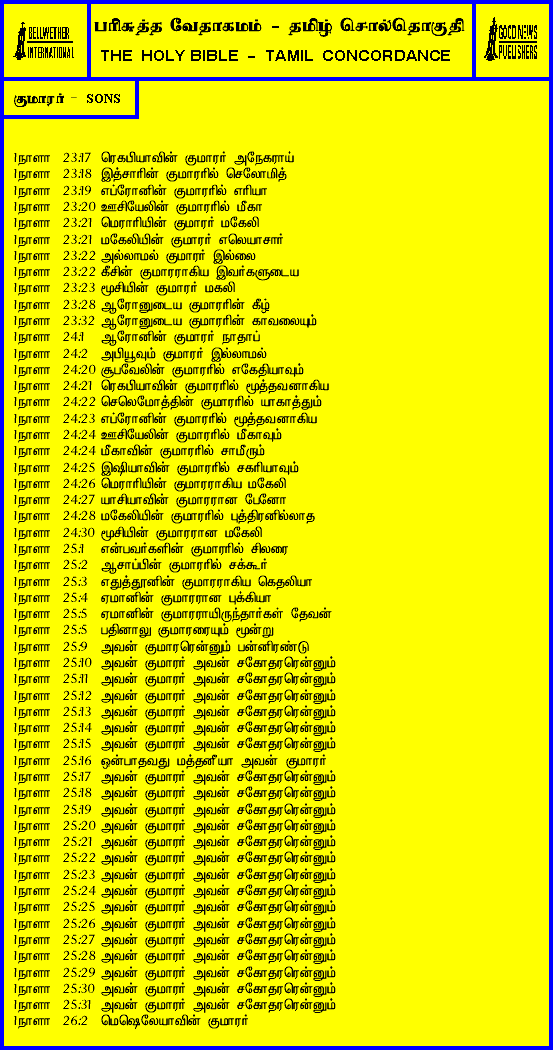 BELLWETHER
INTERNATIONAL
பரிசுத்த வேதாகமம் - தமிழ் சொல்தொகுதி
THE HOLY BIBLE - TAMIL CONCORDANCE
GOOD NEWS
PUBLISHERS
குமாரர் - SONS
1நாளா 23:17 ரெகபியாவின் குமாரர் அநேகராய்
1நாளா 23:18 இத்சாரின் குமாரரில் செலோமித்
1நாளா 23:19 எப்ரோனின் குமாரரில் எரியா
1நாளா 23:20 ஊசியேலின் குமாரரில் மீகா
1நாளா 23:21 மெராரியின் குமாரர் மகேலி
1நாளா 23:21 மகேலியின் குமாரர் எலெயாசார்
1நாளா 23:22 அல்லாமல் குமாரர் இல்லை
1நாளா 23:22 கீசின் குமாரராகிய இவர்களுடைய
1நாளா 23:23 மூசியின் குமாரர் மகலி
1நாளா 23:28 ஆரோனுடைய குமாரரின் கீழ்
1நாளா 23:32 ஆரோனுடைய குமாரரின் காவலையும்
1நாளா 24:1 ஆரோனின் குமாரர் நாதாப்
1நாளா 24:2 அபியூவும் குமாரர் இல்லாமல்
1நாளா 24:20 சூபவேலின் குமாரரில் எகேதியாவும்
1நாளா 24:21 ரெகபியாவின் குமாரரில் மூத்தவனாகிய
1நாளா 24:22 செலெமோத்தின் குமாரரில் யாகாத்தும்
1நாளா 24:23 எப்ரோனின் குமாரரில் மூத்தவனாகிய
1நாளா 24:24 ஊசியேலின் குமாரரில் மீகாவும்
1நாளா 24:24 மீகாவின் குமாரரில் சாமீரும்
1நாளா 24:25 இஷியாவின் குமாரரில் சகரியாவும்
1நாளா 24:26 மெராரியின் குமாரராகிய மகேலி
1நாளா 24:27 யாசியாவின் குமாரரான பேனோ
1நாளா 24:28 மகேலியின் குமாரரில் புத்திரனில்லாத
1நாளா 24:30 மூசியின் குமாரரான மகேலி
1நாளா 25:1 என்பவர்களின் குமாரரில் சிலரை
1நாளா 25:2 ஆசாப்பின் குமாரரில் சக்கூர்
1நாளா 25:3 எதுத்தூனின் குமாரராகிய கெதலியா
1நாளா 25:4 ஏமானின் குமாரரான புக்கியா
1நாளா 25:5 ஏமானின் குமாரராயிருந்தார்கள் தேவன்
1நாளா 25:5 பதினாலு குமாரரையும் மூன்று
1நாளா 25:9 அவன் குமாரரென்னும் பன்னிரண்டு
1நாளா 25:10 அவன் குமாரர் அவன் சகோதரரென்னும்
1நாளா 25:11 அவன் குமாரர் அவன் சகோதரரென்னும்
1நாளா 25:12 அவன் குமாரர் அவன் சகோதரரென்னும்
1நாளா 25:13 அவன் குமாரர் அவன் சகோதரரென்னும்
1நாளா 25:14 அவன் குமாரர் அவன் சகோதரரென்னும்
1நாளா 25:15 அவன் குமாரர் அவன் சகோதரரென்னும்
1நாளா 25:16 ஒன்பாதவது மத்தனீயா அவன் குமாரர்
1நாளா 25:17 அவன் குமாரர் அவன் சகோதரரென்னும்
1நாளா 25:18 அவன் குமாரர் அவன் சகோதரரென்னும்
1நாளா 25:19 அவன் குமாரர் அவன் சகோதரரென்னும்
1நாளா 25:20 அவன் குமாரர் அவன் சகோதரரென்னும்
1நாளா 25:21 அவன் குமாரர் அவன் சகோதரரென்னும்
1நாளா 25:22 அவன் குமாரர் அவன் சகோதரரென்னும்
1நாளா 25:23 அவன் குமாரர் அவன் சகோதரரென்னும்
1நாளா 25:24 அவன் குமாரர் அவன் சகோதரரென்னும்
1நாளா 25:25 அவன் குமாரர் அவன் சகோதரரென்னும்
1நாளா 25:26 அவன் குமாரர் அவன் சகோதரரென்னும்
1நாளா 25:27 அவன் குமாரர் அவன் சகோதரரென்னும்
1நாளா 25:28 அவன் குமாரர் அவன் சகோதரரென்னும்
1நாளா 25:29 அவன் குமாரர் அவன் சகோதரரென்னும்
1நாளா 25:30 அவன் குமாரர் அவன் சகோதரரென்னும்
1நாளா 25:31 அவன் குமாரர் அவன் சகோதரரென்னும்
1நாளா 26:2 மெஷெலேயாவின் குமாரர்